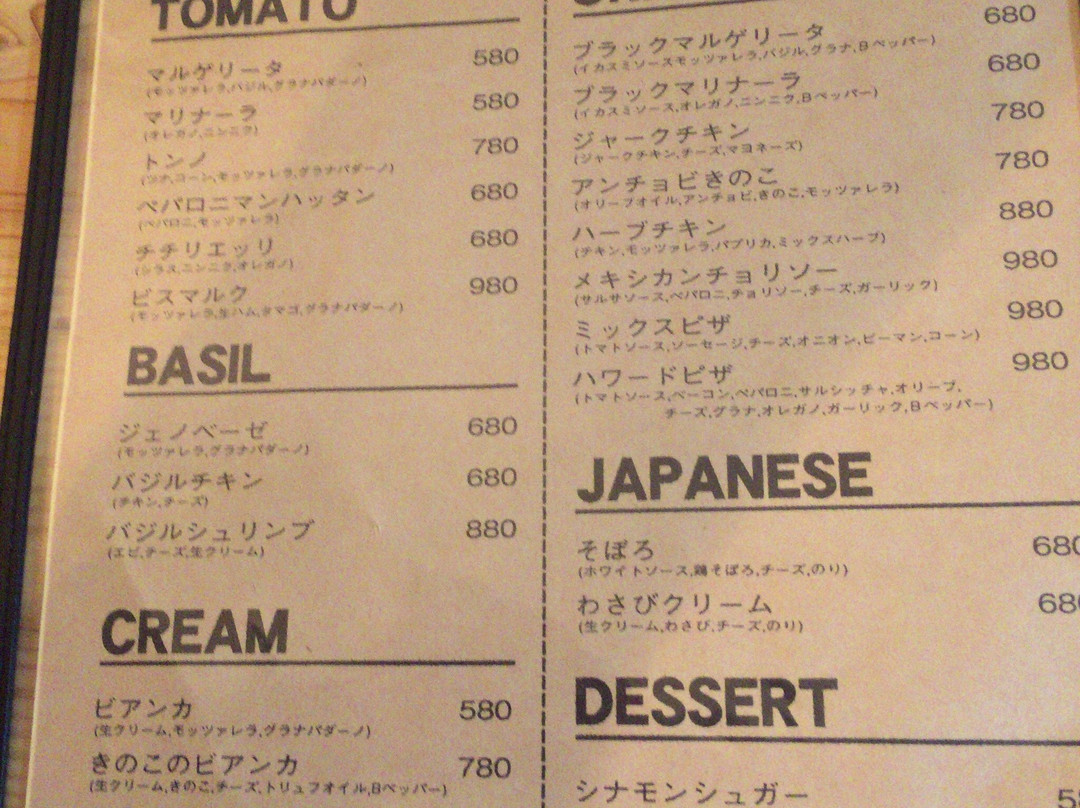 TOMATO
マルゲリータ 580
(モッツァレラ,バジル,グラナパダーノ)
マリナーラ 580
(オレガノ,ニンニク)
トンノ 780
(ツナ,コーン,モッツァレラ,グラナパダーノ)
ペパロニマンハッタン 680
(ペパロニ,モッツァレラ)
チチリエッリ 680
(シラス,ニンニク,オレガノ)
ビスマルク 980
(モッツァレラ,生ハム,タマゴ,グラナパダーノ)
BASIL
ジェノベーゼ 680
(モッツァレラ,グラナパダーノ)
バジルチキン 680
(チキン,チーズ)
バジルシュリンプ 880
(エビ,チーズ,生クリーム)
CREAM
ビアンカ 580
(生クリーム,モッツァレラ,グラナパダーノ)
きのこのビアンカ 780
(生クリーム,きのこ,チーズ,トリュフオイル,Bペッパー)
ブラックマルゲリータ 680
(イカスミソースモッツァレラ,バジル,グラナ,Bペッパー)
ブラックマリナーラ 680
(イカスミソース,オレガノ,ニンニク,Bペッパー)
ジャークチキン 780
(ジャークチキン,チーズ,マヨネーズ)
アンチョビきのこ 780
(オリーブオイル,アンチョビ,きのこ,モッツァレラ)
ハーブチキン 880
(チキン,モッツァレラ,パプリカ,ミックスハーブ)
メキシカンチョリソー 980
(サルサソース,ペパロニ,チョリソー,チーズ,ガーリック)
ミックスピザ 980
(トマトソース,ソーセージ,チーズ,オニオン,ピーマン,コーン)
ハワードピザ 980
(トマトソース,ベーコン,ペパロニ,サルシッチャ,オリーブ,
チーズ,グラナ,オレガノ,ガーリック,Bペッパー)
JAPANESE
そぼろ 680
(ホワイトソース,鶏そぼろ,チーズ,のり)
わさびクリーム 680
(生クリーム,わさび,チーズ,のり)
DESSERT
シナモンシュガー